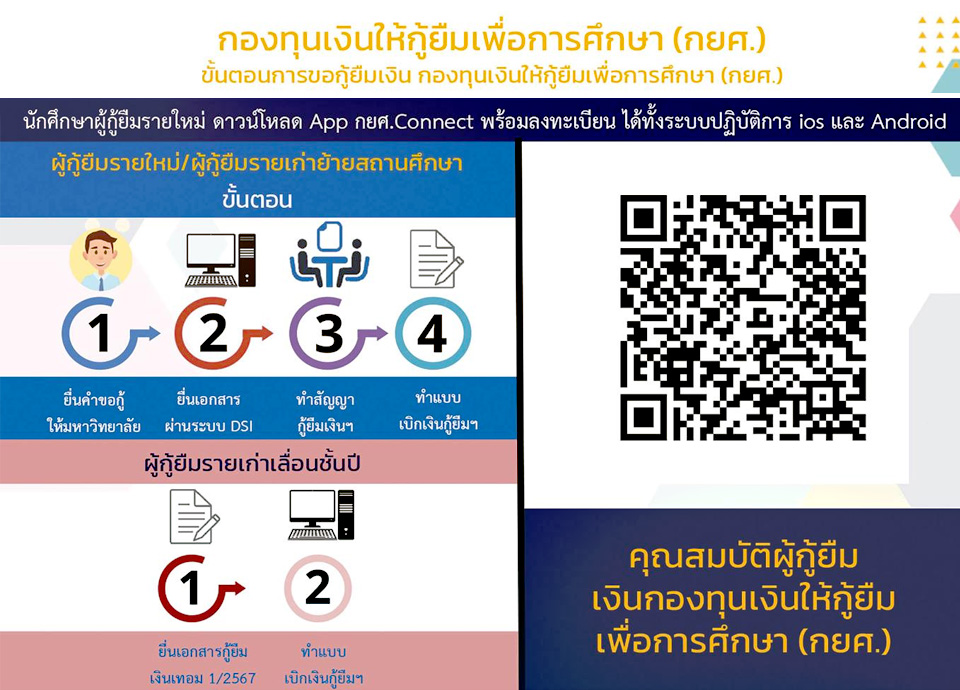 กองทุนเงินให้กู้ยืมเพื่อการศึกษา (กยศ.)
ขั้นตอนการขอกู้ยืมเงิน กองทุนเงินให้กู้ยืมเพื่อการศึกษา (กยศ.)
นักศึกษาผู้กู้ยืมรายใหม่ ดาวน์โหลด App กยศ.Connect พร้อมลงทะเบียน ได้ทั้งระบบปฏิบัติการ ios และ Android
ผู้กู้ยืมรายใหม่/ผู้กู้ยืมรายเก่าย้ายสถานศึกษา
ขั้นตอน
1
2
3
4
ยื่นคำขอกู้
ให้มหาวิทยาลัย
ยื่นเอกสาร
ผ่านระบบ DSI
ทำสัญญา
กู้ยืมเงินฯ
ทำแบบ
เบิกเงินกู้ยืมฯ
ผู้กู้ยืมรายเก่าเลื่อนชั้นปี
1
2
ยื่นเอกสารกู้ยืม
เงินเทอม 1/2567
ทำแบบ
เบิกเงินกู้ยืมฯ
คุณสมบัติผู้กู้ยืม
เงินกองทุนเงินให้กู้ยืม
เพื่อการศึกษา (กยศ.)